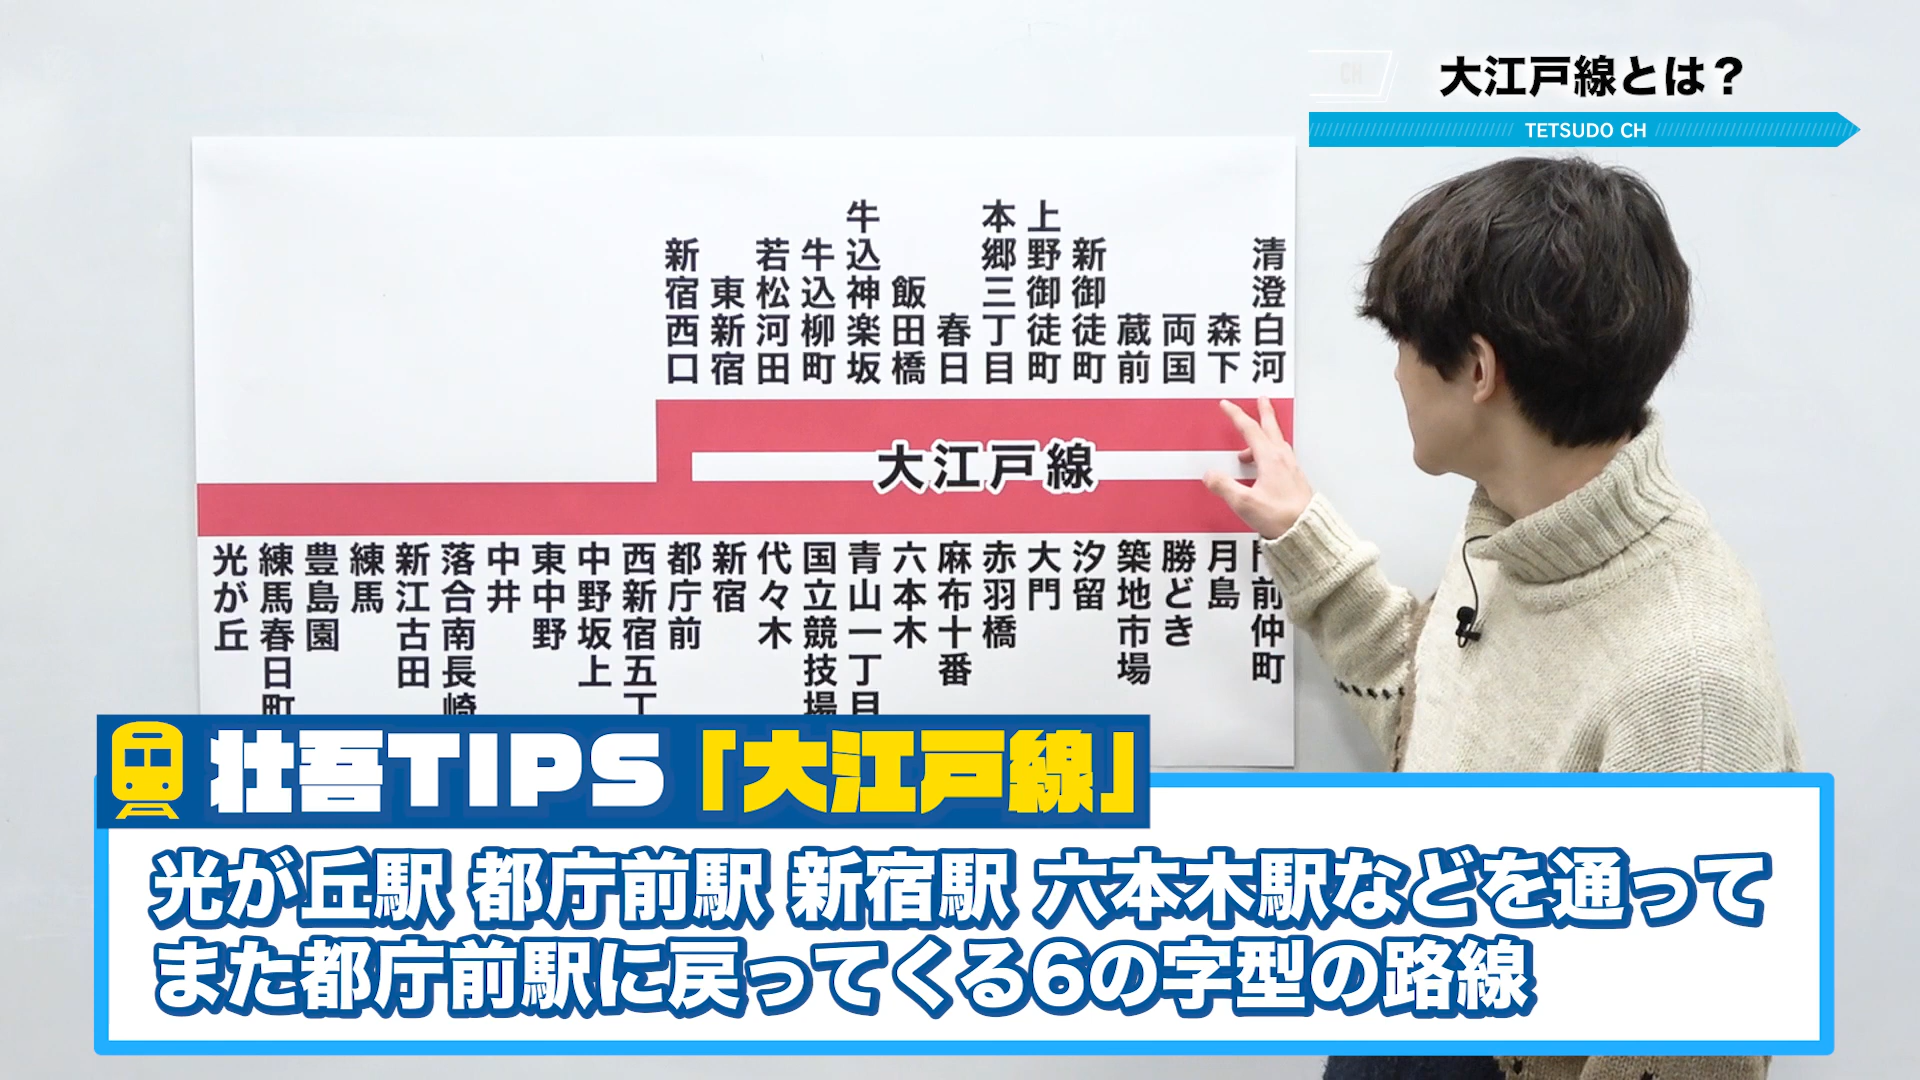 大江戸線とは？
TETSUDO CH
新宿西口
東新宿
若松河田
牛込柳町
牛込神楽坂
飯田橋
春日
本郷三丁目
上野御徒町
新御徒町
蔵前
両国
森下
清澄白河
大江戸線
光が丘
練馬春日町
豊島園
練馬
新江古田
落合南長崎
中井
東中野
中野坂上
西新宿五丁
都庁前
新宿
代々木
国立競技場
青山一丁目
六本木
麻布十番
赤羽橋
大門
汐留
築地市場
勝どき
月島
門前仲町
壮吾TIPS「大江戸線」
光が丘駅 都庁前駅 新宿駅 六本木駅などを通って
また都庁前駅に戻ってくる6の字型の路線